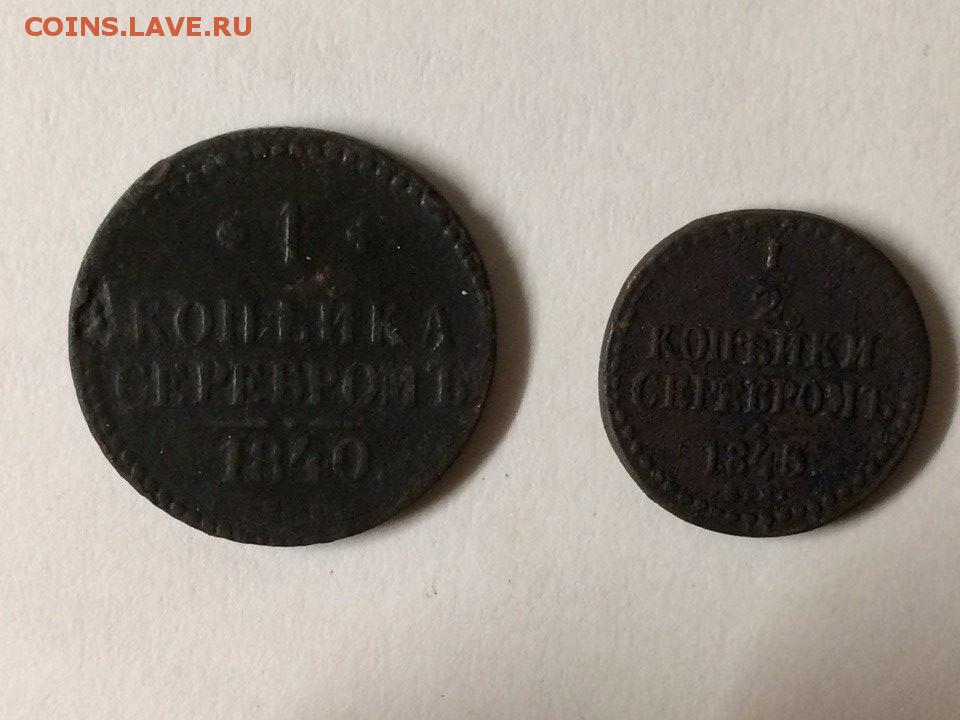 COINS.LAVE.RU
1
КОПѢЙКА
СЕРЕБРОМЪ
1840.
1
2
КОПѢЙКИ
СЕРЕБРОМЪ.